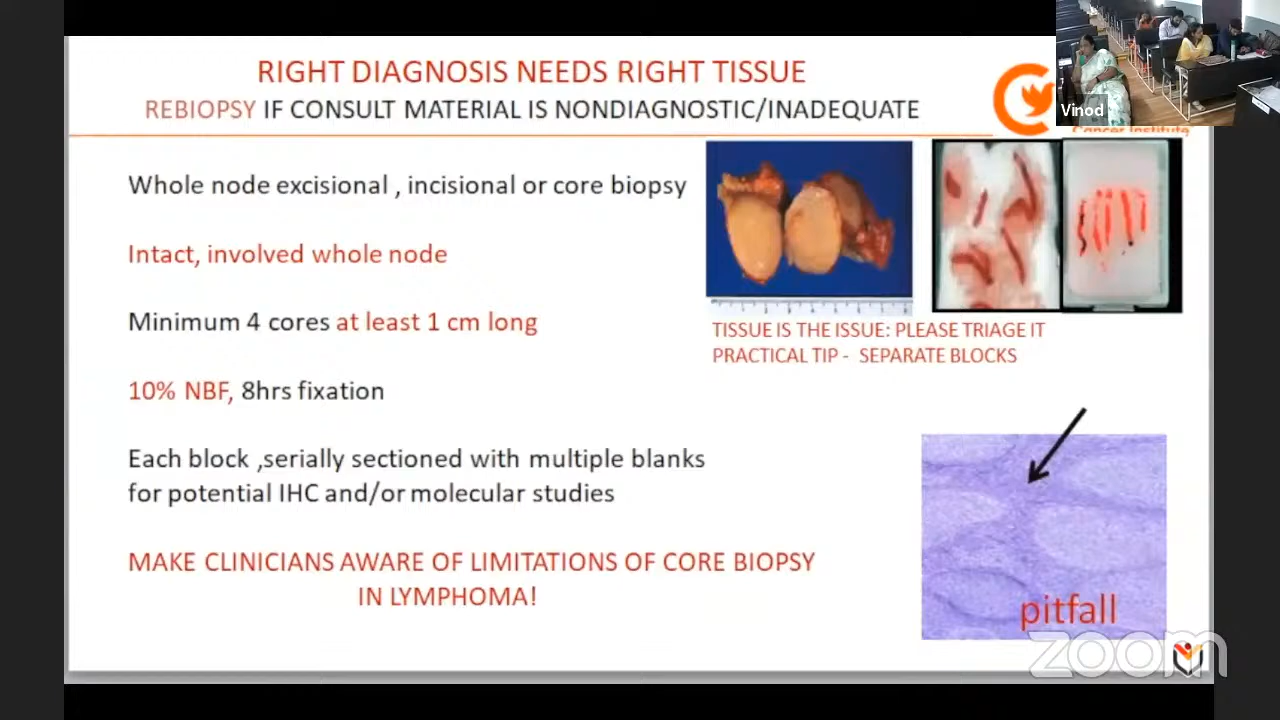 RIGHT DIAGNOSIS NEEDS RIGHT TISSUE
REBIOPSY IF CONSULT MATERIAL IS NONDIAGNOSTIC/INADEQUATE
Vinod
Cancer Institute
Whole node excisional , incisional or core biopsy
Intact, involved whole node
Minimum 4 cores at least 1 cm long
10% NBF, 8hrs fixation
Each block ,serially sectioned with multiple blanks
for potential IHC and/or molecular studies
MAKE CLINICIANS AWARE OF LIMITATIONS OF CORE BIOPSY
IN LYMPHOMA!
TISSUE IS THE ISSUE: PLEASE TRIAGE IT
PRACTICAL TIP - SEPARATE BLOCKS
pitfall
zoom